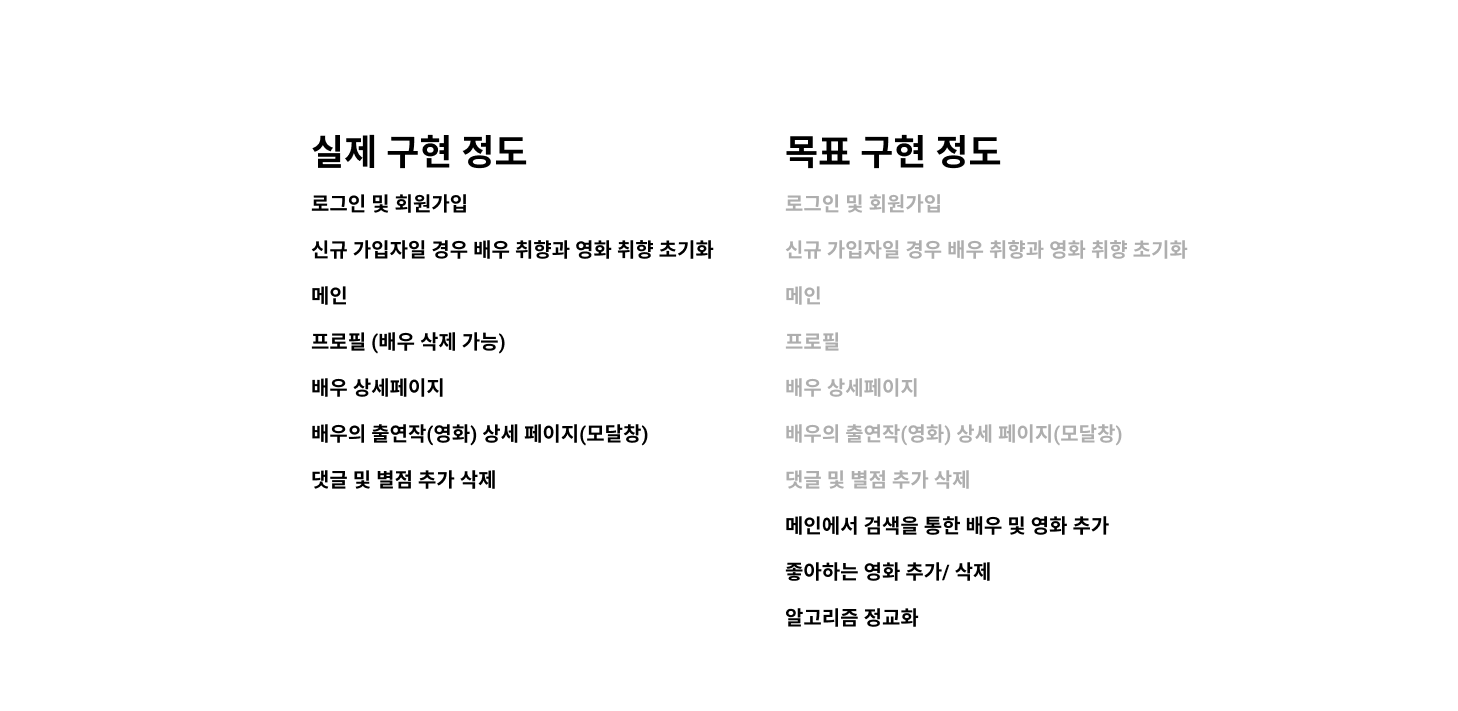 실제 구현 정도
로그인 및 회원가입
신규 가입자일 경우 배우 취향과 영화 취향 초기화
메인
프로필 (배우 삭제 가능)
배우 상세페이지
배우의 출연작(영화) 상세 페이지(모달창)
댓글 및 별점 추가 삭제
목표 구현 정도
로그인 및 회원가입
신규 가입자일 경우 배우 취향과 영화 취향 초기화
메인
프로필
배우 상세페이지
배우의 출연작(영화) 상세 페이지(모달창)
댓글 및 별점 추가 삭제
메인에서 검색을 통한 배우 및 영화 추가
좋아하는 영화 추가/ 삭제
알고리즘 정교화